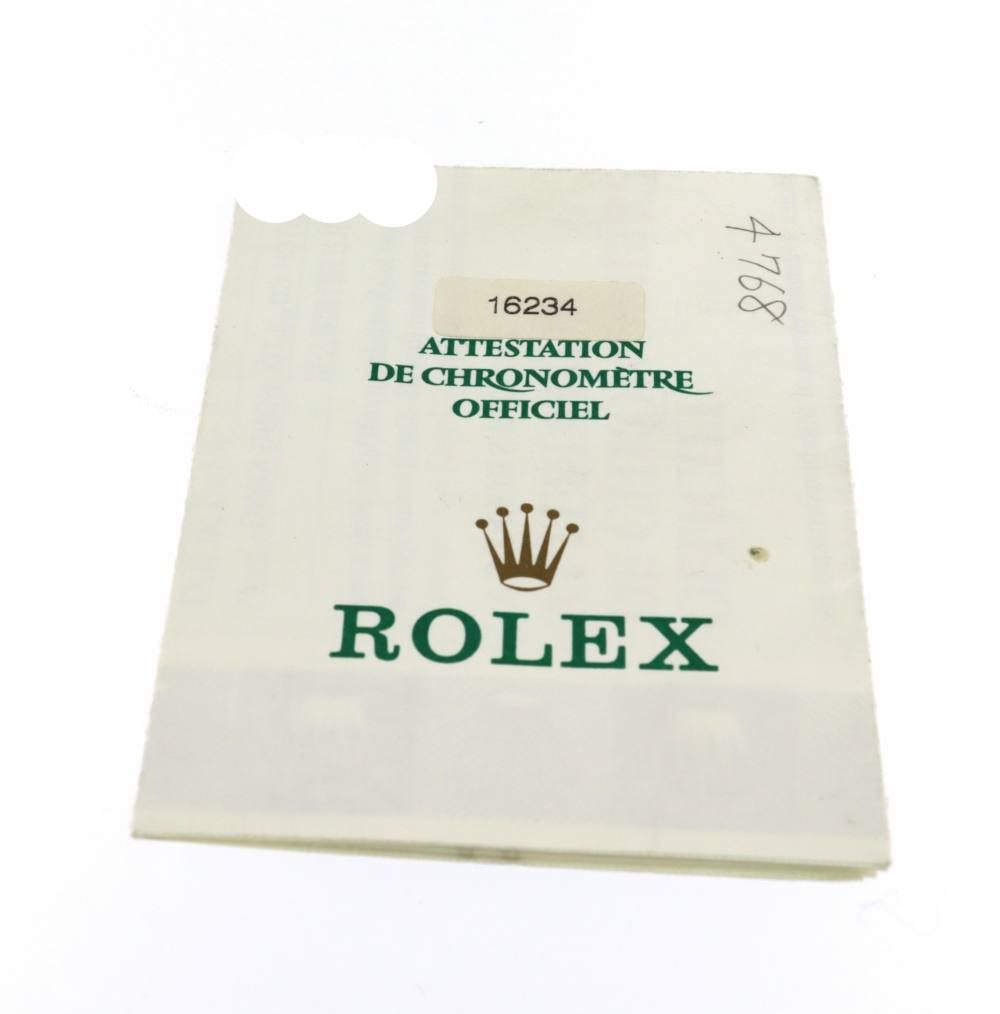 4768
16234
ATTESTATION
DE CHRONOMÈTRE
OFFICIEL
ROLEX